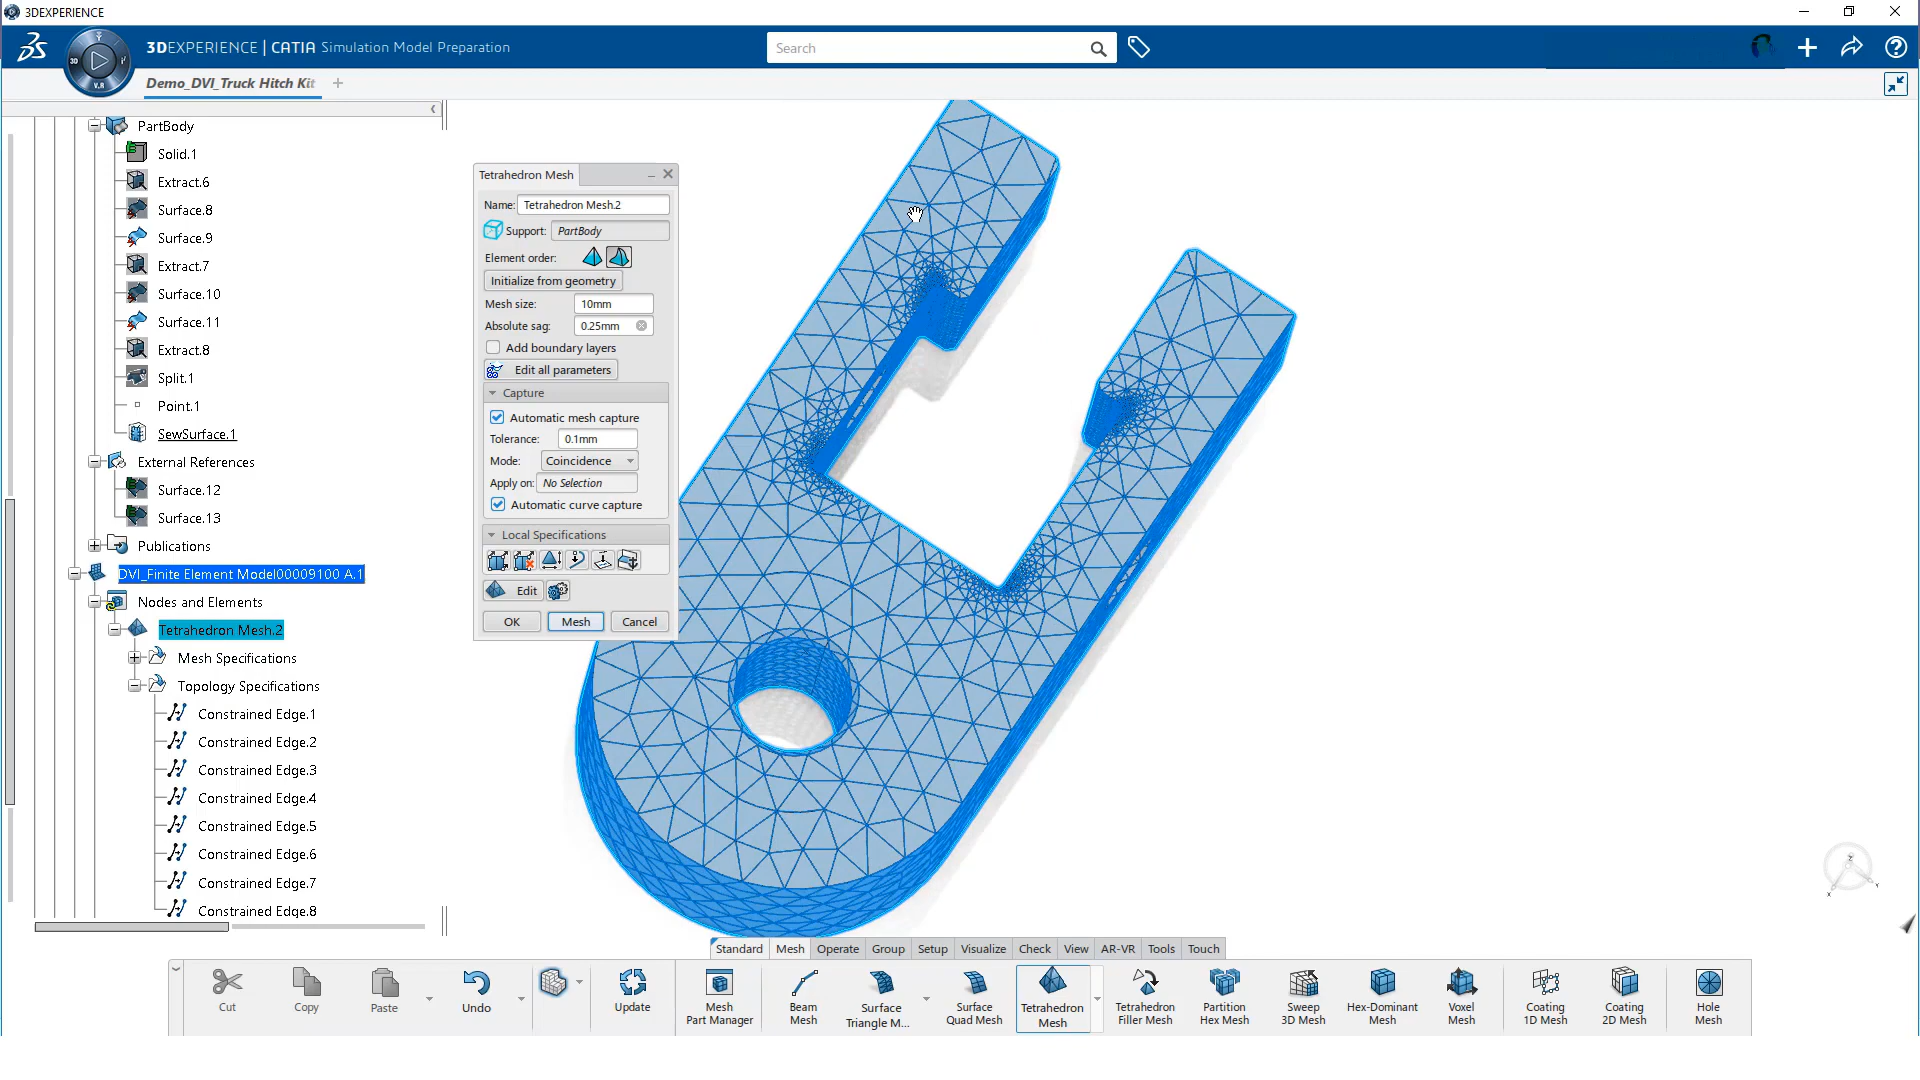 3DEXPERIENCE
3DEXPERIENCE | CATIA Simulation Model Preparation
Search
3D
V.R
Demo_DVI_Truck Hitch Kit
PartBody
Solid.1
Extract.6
Surface.8
Surface.9
Extract.7
Surface.10
Surface.11
Extract.8
Split.1
Point.1
SewSurface.1
External References
Surface.12
Surface.13
Publications
DVI_Finite Element Model00009100 A.1
Nodes and Elements
Tetrahedron Mesh.2
Mesh Specifications
Topology Specifications
Constrained Edge.1
Constrained Edge.2
Constrained Edge.3
Constrained Edge.4
Constrained Edge.5
Constrained Edge.6
Constrained Edge.7
Constrained Edge.8
Tetrahedron Mesh
Name: Tetrahedron Mesh.2
Support: PartBody
Element order:
Initialize from geometry
Mesh size: 10mm
Absolute sag: 0.25mm
Add boundary layers
Edit all parameters
Capture
Automatic mesh capture
Tolerance: 0.1mm
Mode: Coincidence
Apply on: No Selection
Automatic curve capture
Local Specifications
Edit
OK Mesh Cancel
Standard Mesh Operate Group Setup Visualize Check View AR-VR Tools Touch
Cut
Copy
Paste
Undo
Update
Mesh
Part Manager
Beam
Mesh
Surface
Triangle M...
Surface
Quad Mesh
Tetrahedron
Mesh
Tetrahedron
Filler Mesh
Partition
Hex Mesh
Sweep
3D Mesh
Hex-Dominant
Mesh
Voxel
Mesh
Coating
1D Mesh
Coating
2D Mesh
Hole
Mesh